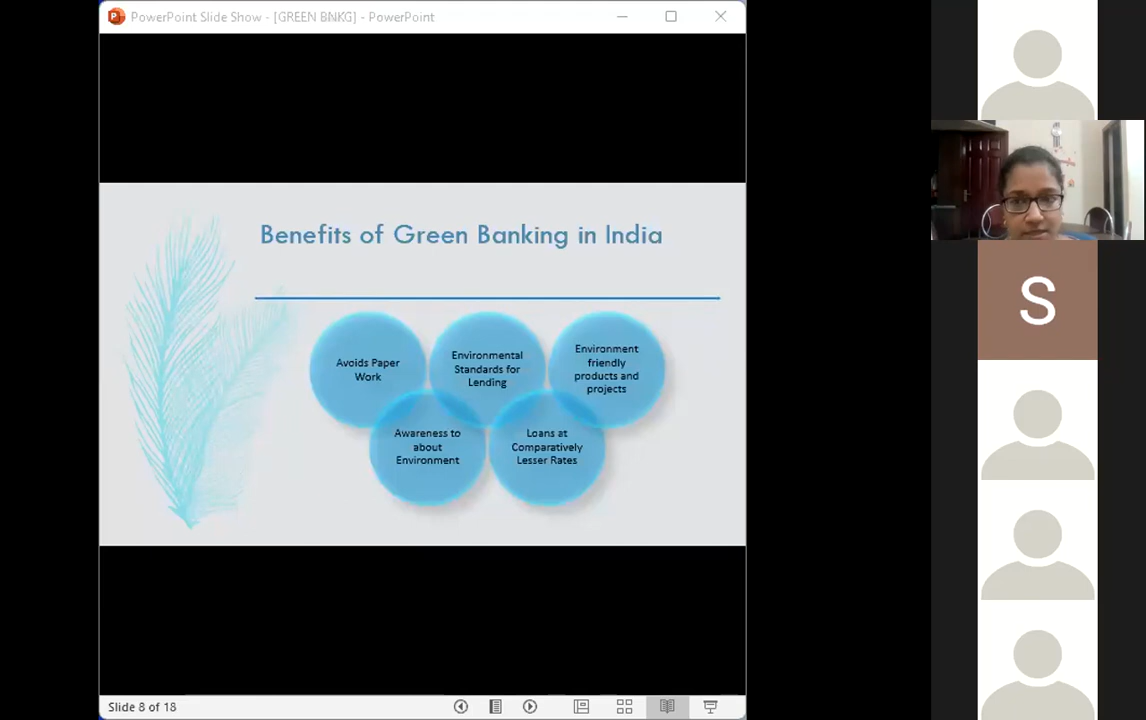 PowerPoint Slide Show - [GREEN BNKG] - PowerPoint
Benefits of Green Banking in India
Avoids Paper
Work
Environmental
Standards for
Lending
Environment
friendly
products and
projects
Awareness to
about
Environment
Loans at
Comparatively
Lesser Rates
S
Slide 8 of 18